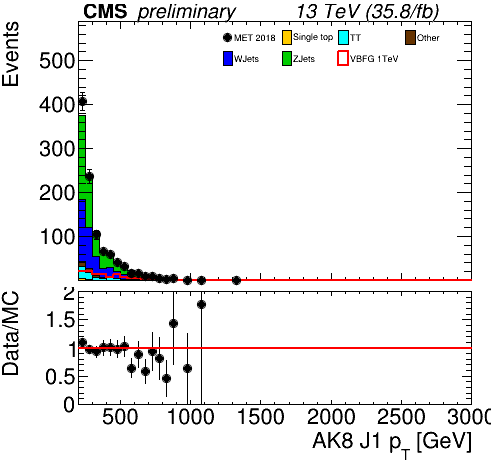 CMS preliminary 13 TeV (35.8/fb)
Events
MET 2018 Single top TT Other
WJets ZJets VBFG 1TeV
500
400
300
200
100
Data/MC
2
1.5
1
0.5
0
500 1000 1500 2000 2500 3000
AK8 J1 p_T [GeV]